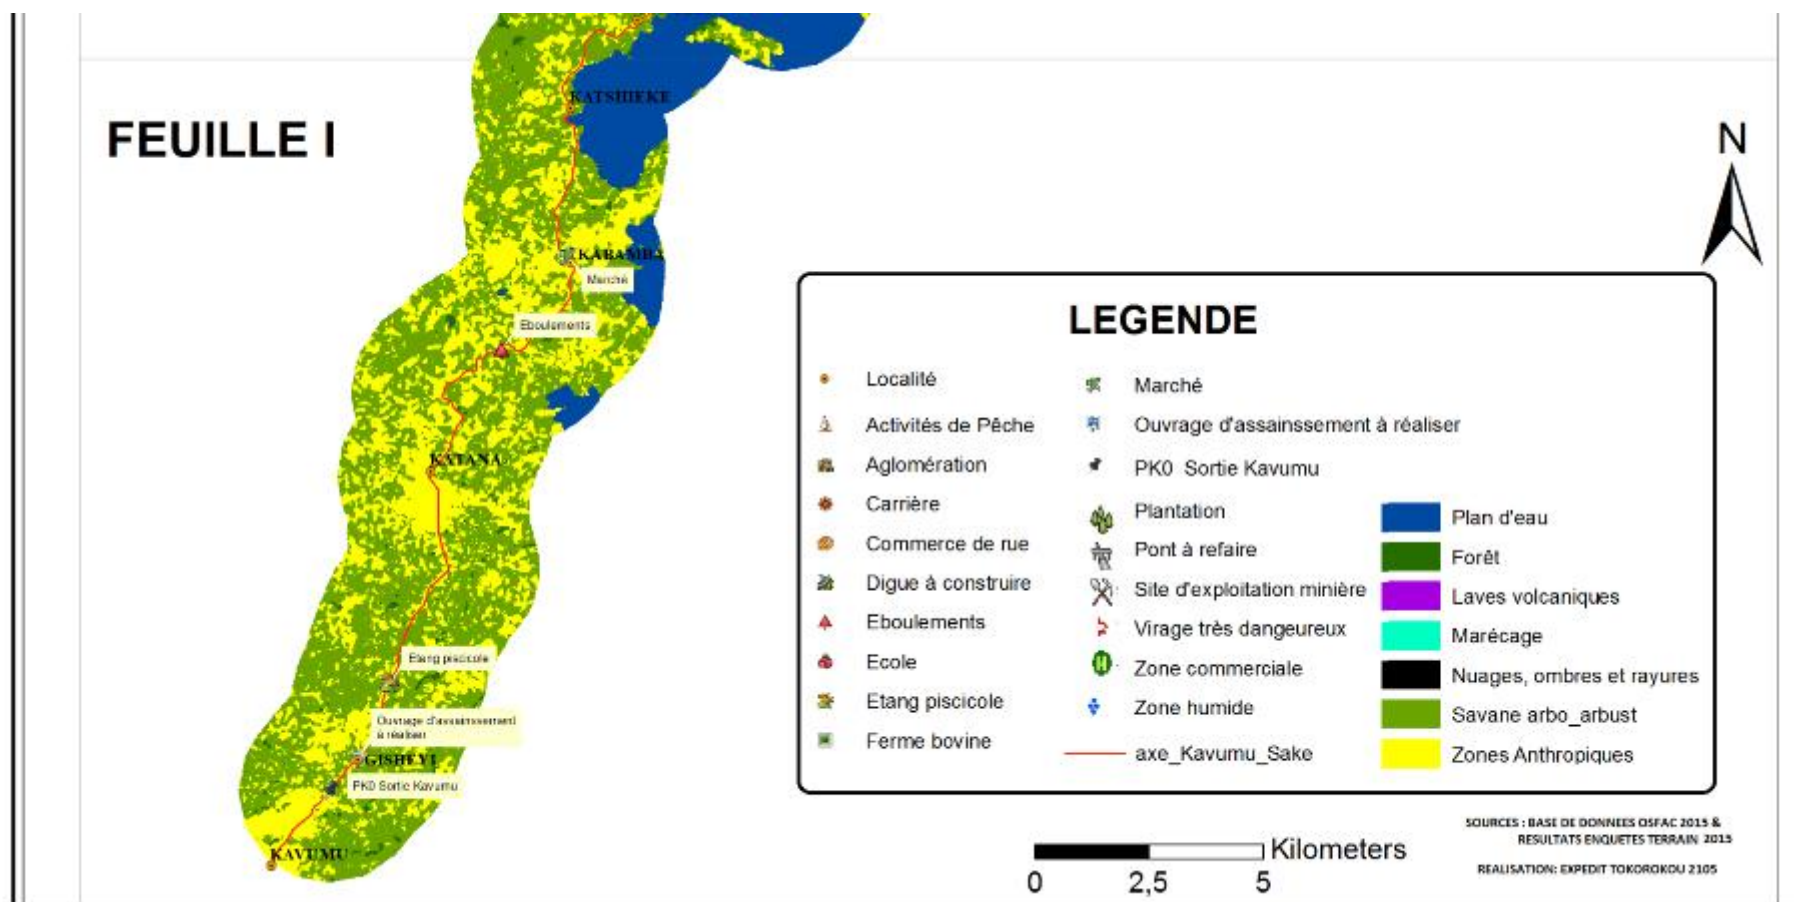 KATSHIEKE
FEUILLE I
N
KABAMBA
Marché
Eboulements
KATANA
Etang piscicole
Ouvrage d'assainssement
à réaliser
GISHEYI
PK0 Sortie Kavumu
KAVUMU
LEGENDE
Localité
Activités de Pêche
Aglomération
Carrière
Commerce de rue
Digue à construire
Eboulements
Ecole
Etang piscicole
Ferme bovine
Marché
Ouvrage d'assainssement à réaliser
PK0 Sortie Kavumu
Plantation
Pont à refaire
Site d'exploitation minière
Virage très dangeureux
Zone commerciale
Zone humide
axe_Kavumu_Sake
Plan d'eau
Forêt
Laves volcaniques
Marécage
Nuages, ombres et rayures
Savane arbo_arbust
Zones Anthropiques
Kilometers
0 2,5 5
SOURCES : BASE DE DONNEES OSFAC 2015 &
RESULTATS ENQUETES TERRAIN 2015
REALISATION: EXPEDIT TOKOROKOU 2105